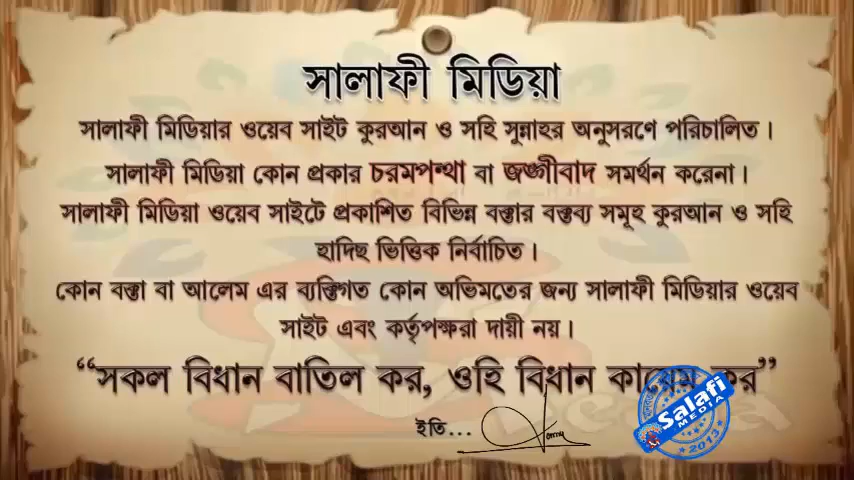 সালাফী মিডিয়া
সালাফী মিডিয়ার ওয়েব সাইট কুরআন ও সহি সুন্নাহর অনুসরণে পরিচালিত।
সালাফী মিডিয়া কোন প্রকার চরমপন্থা বা জঙ্গীবাদ সমর্থন করেনা।
সালাফী মিডিয়া ওয়েব সাইটে প্রকাশিত বিভিন্ন বক্তার বক্তব্য সমূহ কুরআন ও সহি
হাদিছ ভিত্তিক নির্বাচিত।
কোন বক্তা বা আলেম এর ব্যক্তিগত কোন অভিমতের জন্য সালাফী মিডিয়ার ওয়েব
সাইট এবং কর্তৃপক্ষরা দায়ী নয়।
“সকল বিধান বাতিল কর, ওহি বিধান কায়েম কর”
ইতি...
Salafi
MEDIA
2013